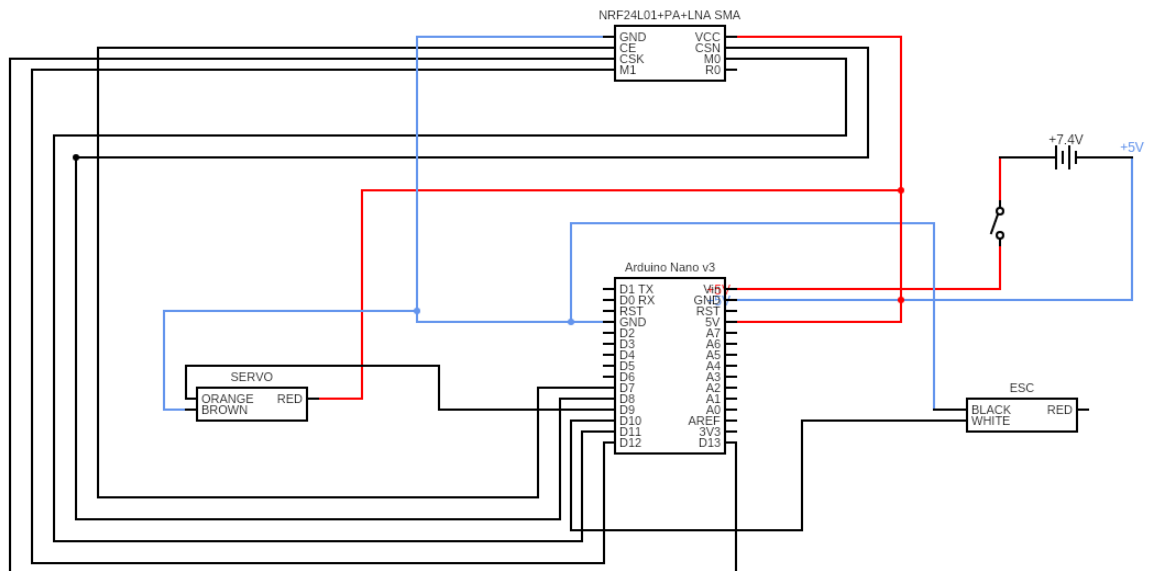 NRF24L01+PA+LNA SMA
GND VCC
CE CSN
CSK M0
M1 R0
+7.4V
+5V
Arduino Nano v3
D1 TX Vin
D0 RX GND
RST RST
GND 5V
D2 A7
D3 A6
D4 A5
D5 A4
D6 A3
D7 A2
D8 A1
D9 A0
D10 AREF
D11 3V3
D12 D13
SERVO
ORANGE RED
BROWN
ESC
BLACK RED
WHITE